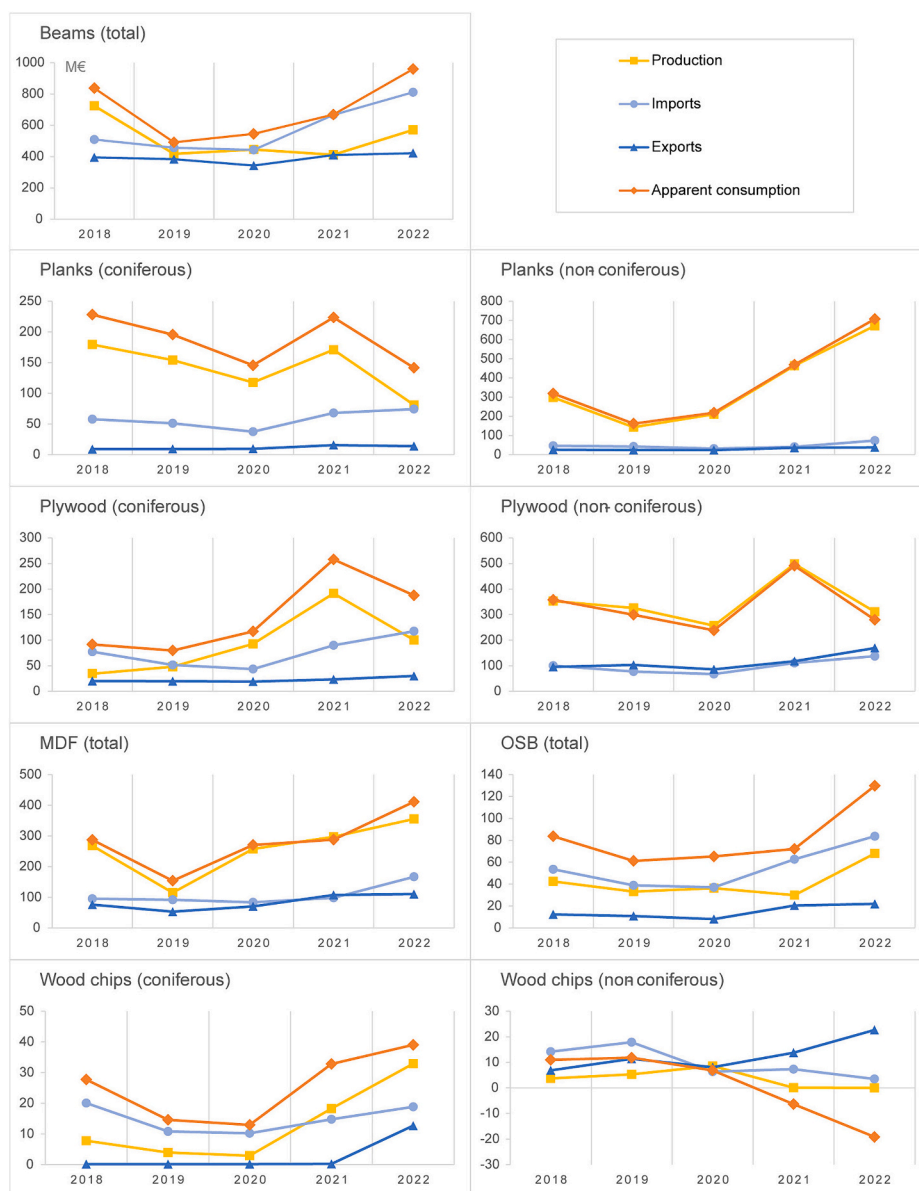 Beams (total)
M€
1000
800
600
400
200
0
2018 2019 2020 2021 2022
Production
Imports
Exports
Apparent consumption
Planks (coniferous)
250
200
150
100
50
0
2018 2019 2020 2021 2022
Planks (non-coniferous)
800
700
600
500
400
300
200
100
0
2018 2019 2020 2021 2022
Plywood (coniferous)
300
250
200
150
100
50
0
2018 2019 2020 2021 2022
Plywood (non-coniferous)
600
500
400
300
200
100
0
2018 2019 2020 2021 2022
MDF (total)
500
400
300
200
100
0
2018 2019 2020 2021 2022
OSB (total)
140
120
100
80
60
40
20
0
2018 2019 2020 2021 2022
Wood chips (coniferous)
50
40
30
20
10
0
2018 2019 2020 2021 2022
Wood chips (non-coniferous)
30
20
10
0
-10
-20
-30
2018 2019 2020 2021 2022